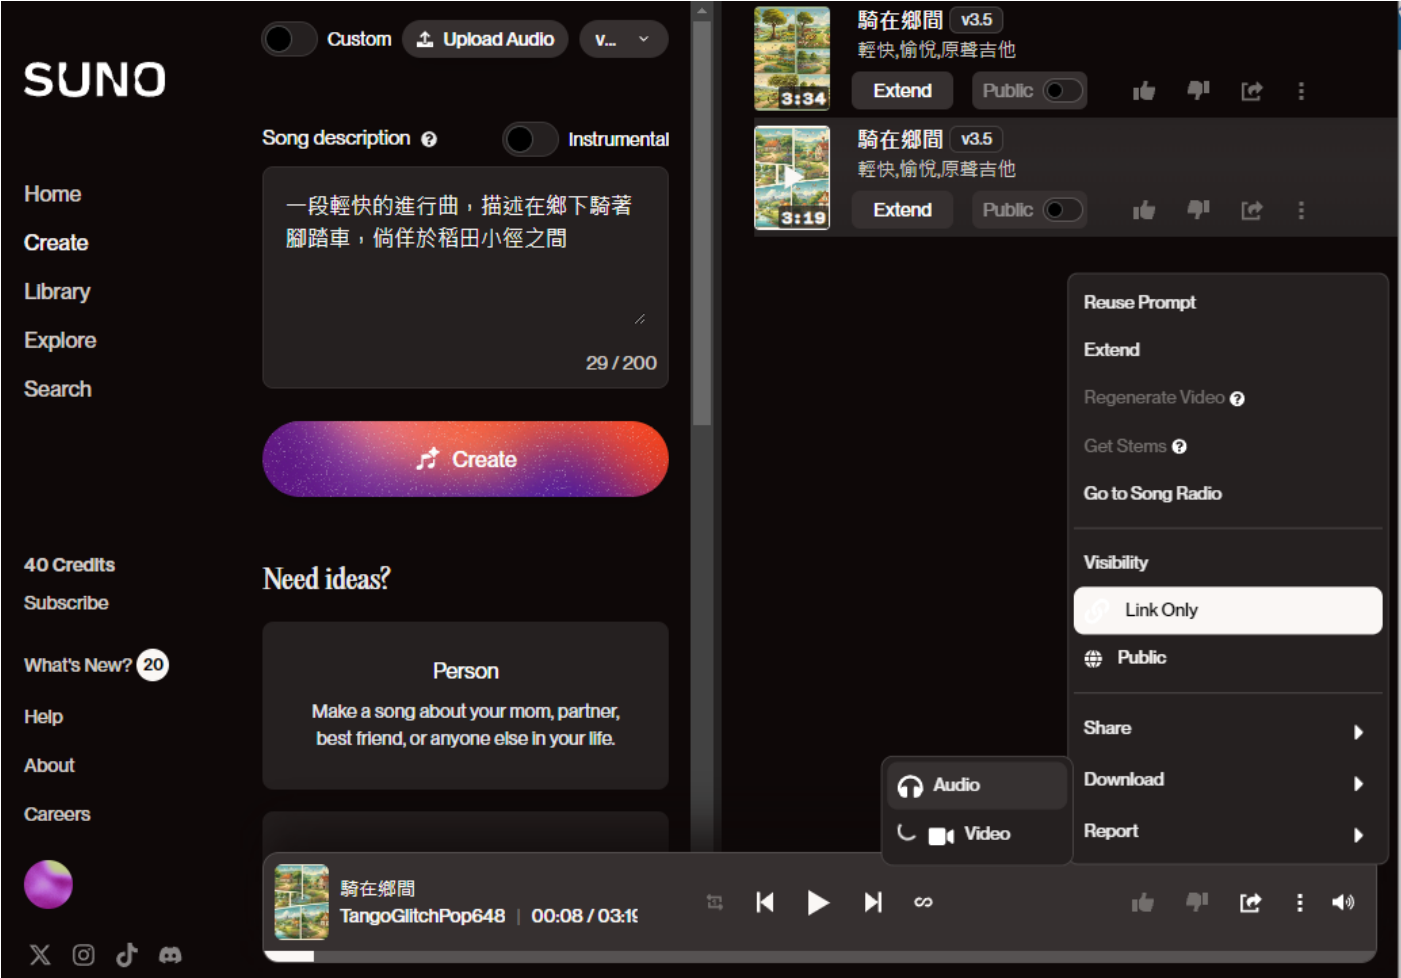 SUNO
Home
Create
Library
Explore
Search
40 Credits
Subscribe
What's New? 20
Help
About
Careers
Custom
Upload Audio
v...
Song description
Instrumental
一段輕快的進行曲，描述在鄉下騎著
腳踏車，倘佯於稻田小徑之間
29 / 200
Create
Need ideas?
Person
Make a song about your mom, partner,
best friend, or anyone else in your life.
騎在鄉間 v3.5
輕快,愉悅,原聲吉他
3:34
Extend
Public
騎在鄉間 v3.5
輕快,愉悅,原聲吉他
3:19
Extend
Public
Reuse Prompt
Extend
Regenerate Video
Get Stems
Go to Song Radio
Visibility
Link Only
Public
Share
Download
Report
Audio
Video
騎在鄉間
TangoGlitchPop648 | 00:08 / 03:19